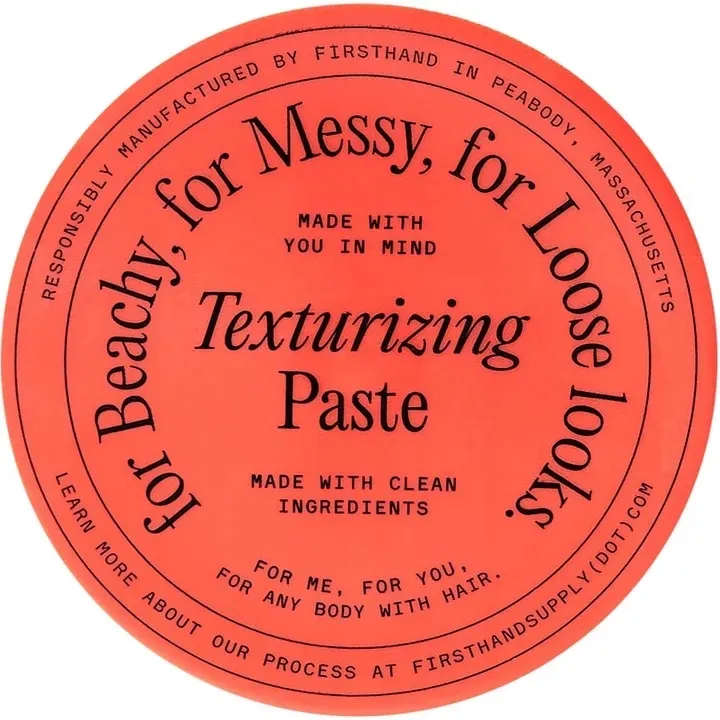 RESPONSIBLY MANUFACTURED BY FIRSTHAND IN PEABODY, MASSACHUSETTS
for Beachy, for Messy, for Loose looks.
MADE WITH
YOU IN MIND
Texturizing
Paste
MADE WITH CLEAN
INGREDIENTS
FOR ME, FOR YOU,
FOR ANY BODY WITH HAIR.
LEARN MORE ABOUT OUR PROCESS AT FIRSTHANDSUPPLY(DOT)COM